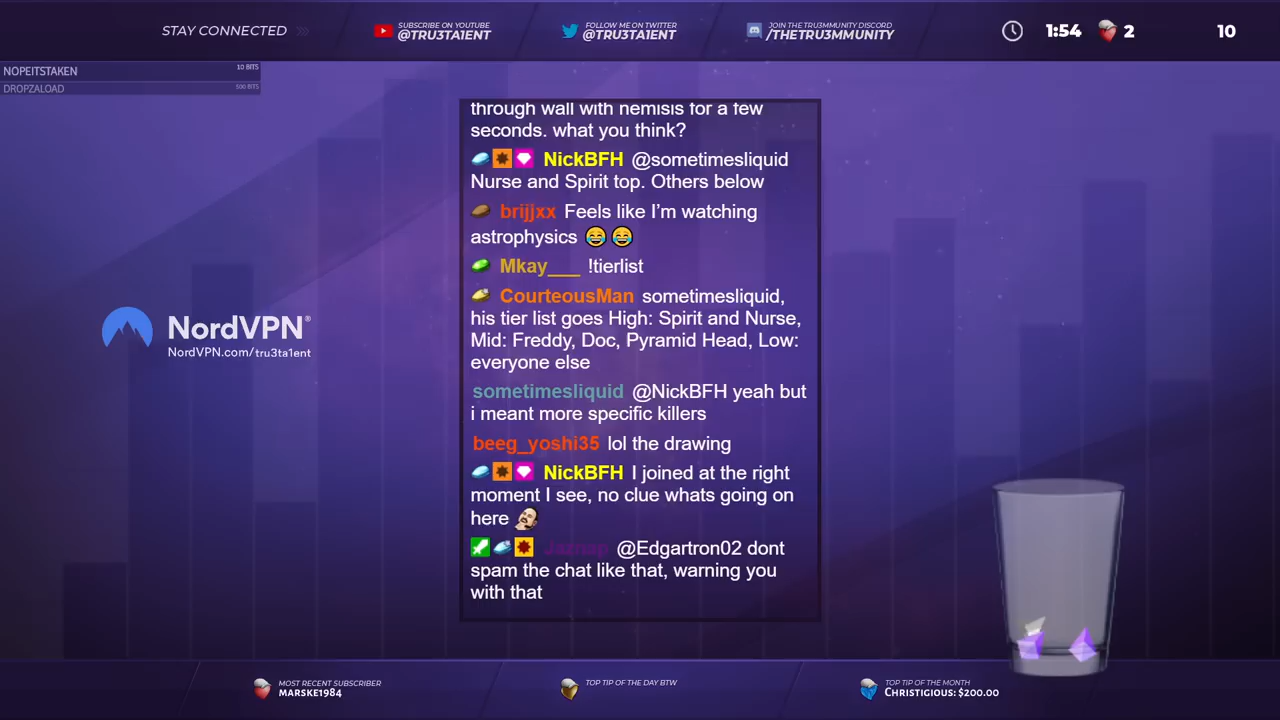 STAY CONNECTED
SUBSCRIBE ON YOUTUBE
@TRU3TA1ENT
FOLLOW ME ON TWITTER
@TRU3TA1ENT
JOIN THE TRU3MMUNITY DISCORD
/THETRU3MMUNITY
1:54
2
10
NOPEITSTAKEN 10 BITS
DROPZALOAD 500 BITS
through wall with nemisis for a few
seconds. what you think?
NickBFH @sometimesliquid
Nurse and Spirit top. Others below
brijjxx Feels like I'm watching
astrophysics 😂 😂
Mkay___ !tierlist
CourteousMan sometimesliquid,
his tier list goes High: Spirit and Nurse,
Mid: Freddy, Doc, Pyramid Head, Low:
everyone else
sometimesliquid @NickBFH yeah but
i meant more specific killers
beeg_yoshi35 lol the drawing
NickBFH I joined at the right
moment I see, no clue whats going on
here
Jaznap @Edgartron02 dont
spam the chat like that, warning you
with that
NordVPN®
NordVPN.com/tru3ta1ent
MOST RECENT SUBSCRIBER
MARSKE1984
TOP TIP OF THE DAY BTW
TOP TIP OF THE MONTH
CHRISTIGIOUS: $200.00